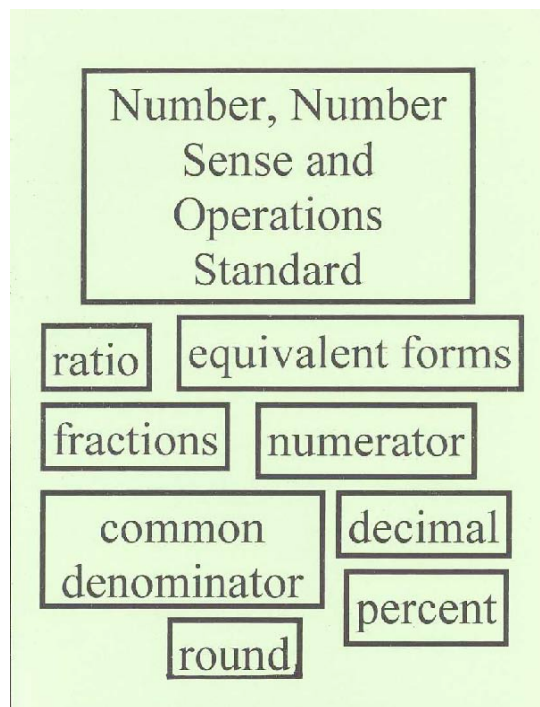 Number, Number
Sense and
Operations
Standard
ratio
equivalent forms
fractions
numerator
common
denominator
decimal
percent
round